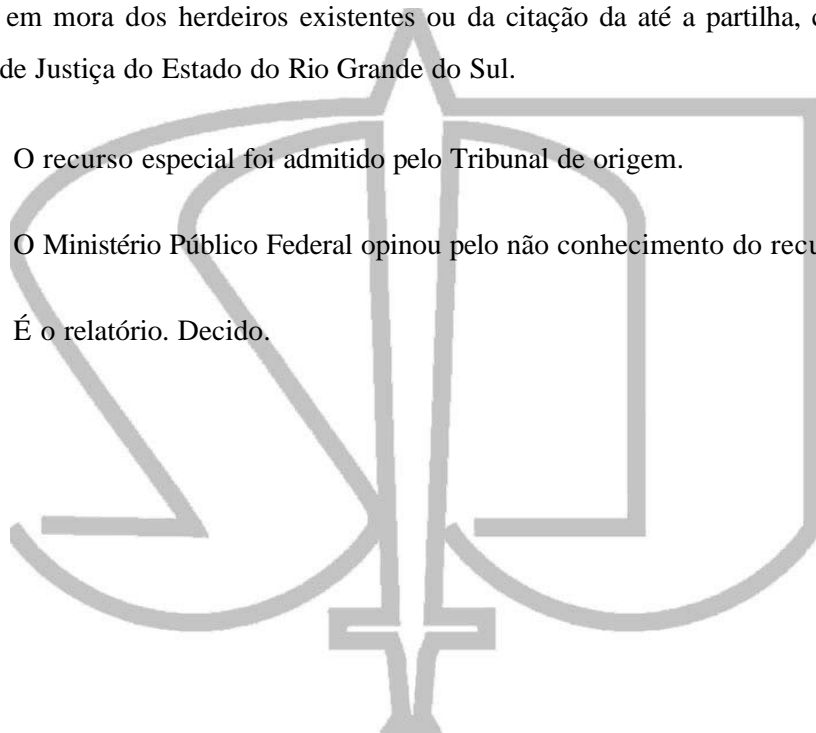 em mora dos herdeiros existentes ou da citação da até a partilha,
de Justiça do Estado do Rio Grande do Sul.
O recurso especial foi admitido pelo Tribunal de origem.
O Ministério Público Federal opinou pelo não conhecimento do
É o relatório. Decido.